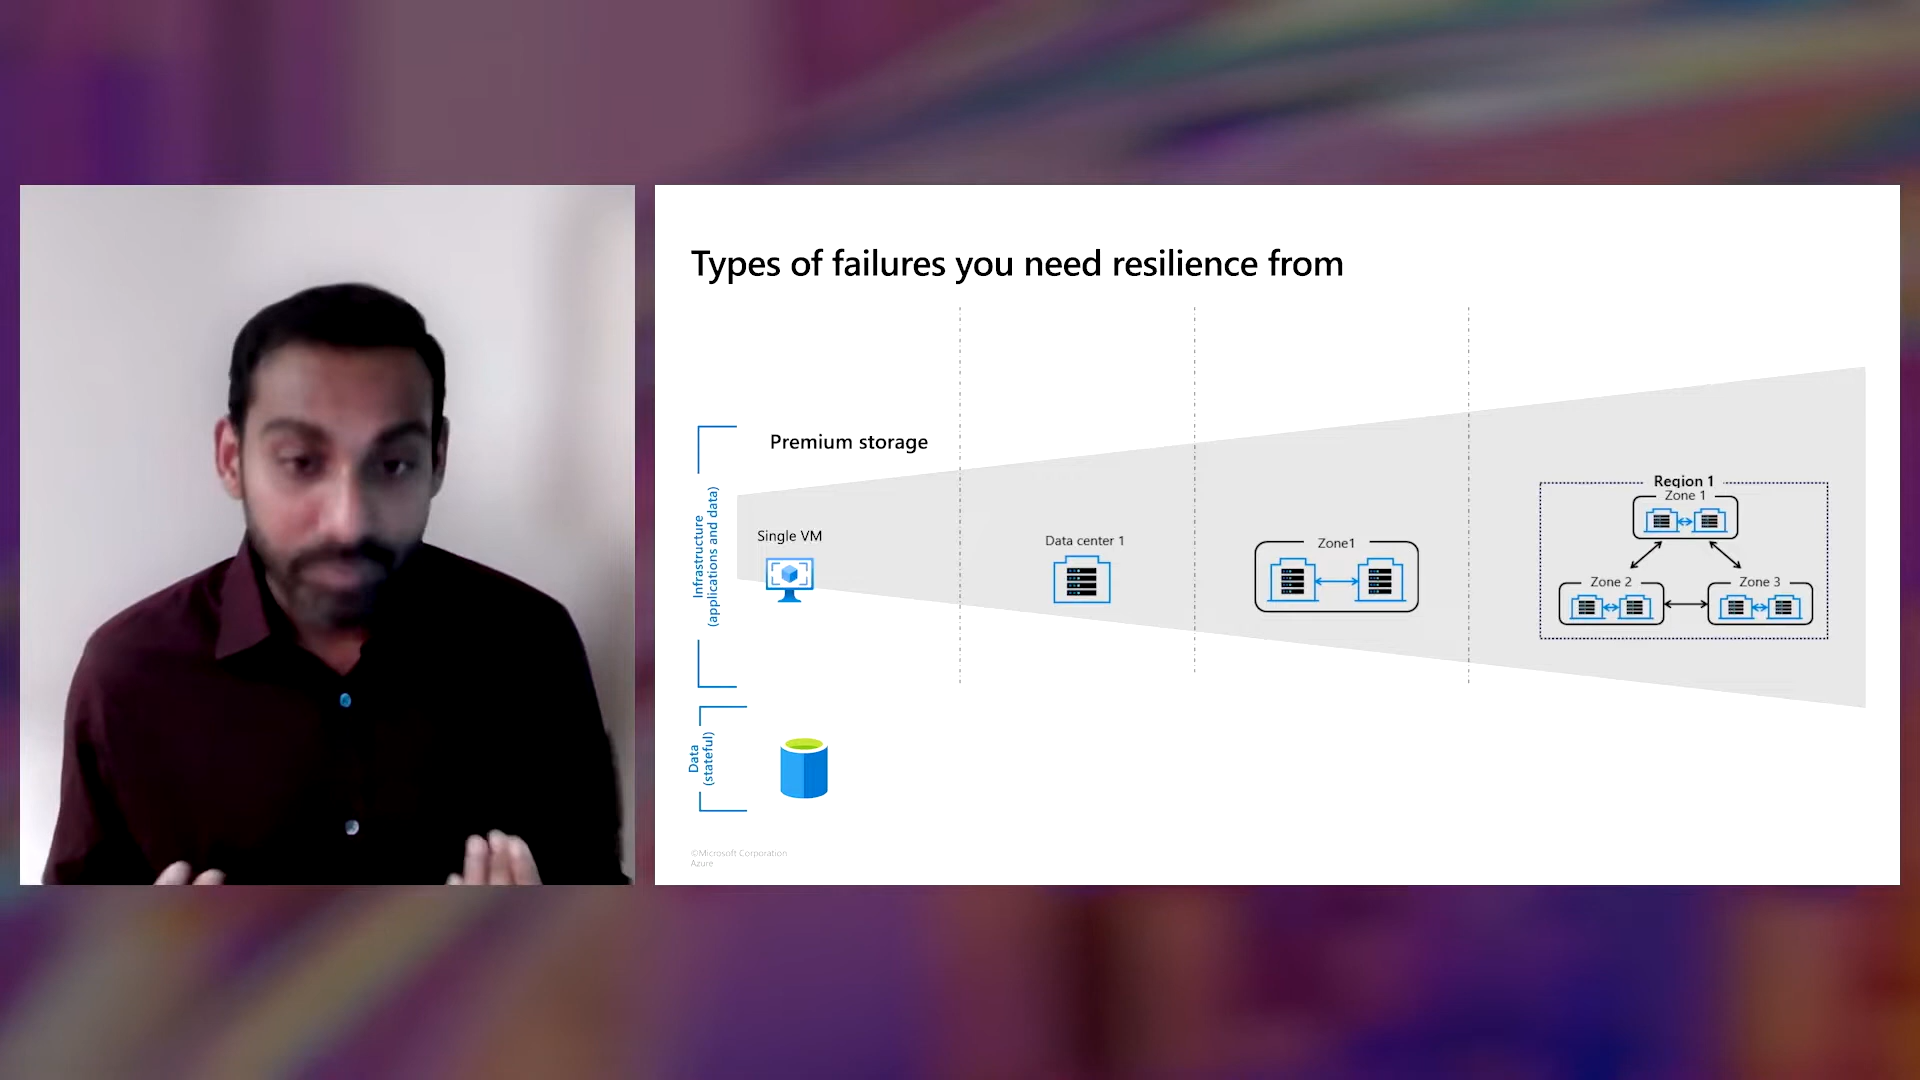 Types of failures you need resilience from
Premium storage
Infrastructure
(applications and data)
Single VM
Data center 1
Zone1
Region 1
Zone 1
Zone 2
Zone 3
Data
(stateful)
©Microsoft Corporation
Azure